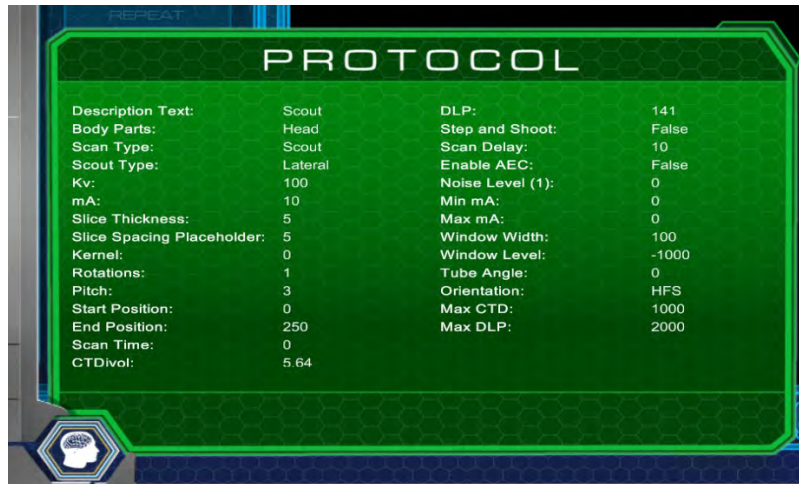 REPEAT
PROTOCOL
Description Text: Scout
Body Parts: Head
Scan Type: Scout
Scout Type: Lateral
Kv: 100
mA: 10
Slice Thickness: 5
Slice Spacing Placeholder: 5
Kernel: 0
Rotations: 1
Pitch: 3
Start Position: 0
End Position: 250
Scan Time: 0
CTDivol: 5.64
DLP: 141
Step and Shoot: False
Scan Delay: 10
Enable AEC: False
Noise Level (1): 0
Min mA: 0
Max mA: 0
Window Width: 100
Window Level: -1000
Tube Angle: 0
Orientation: HFS
Max CTD: 1000
Max DLP: 2000